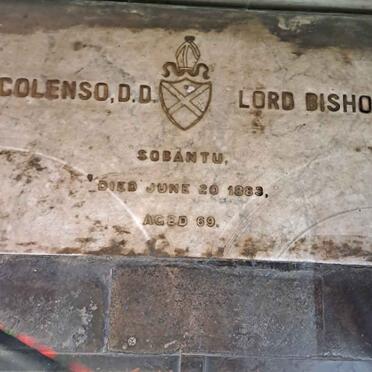 COLENSO, D.D. LORD BISHO
SOBANTU,
DIED JUNE 20 1883,
AGED 69.